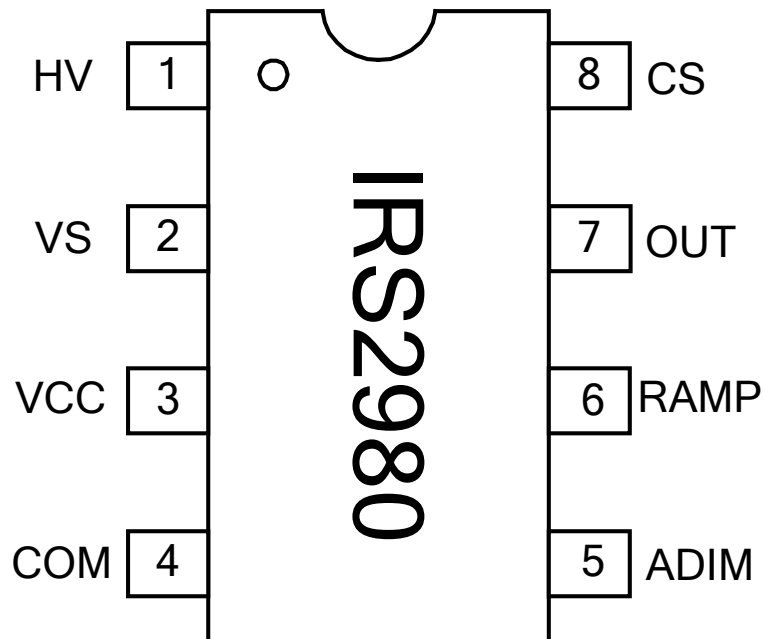 HV 1 8 CS
VS 2 7 OUT
VCC 3 6 RAMP
COM 4 5 ADIM
IRS2980